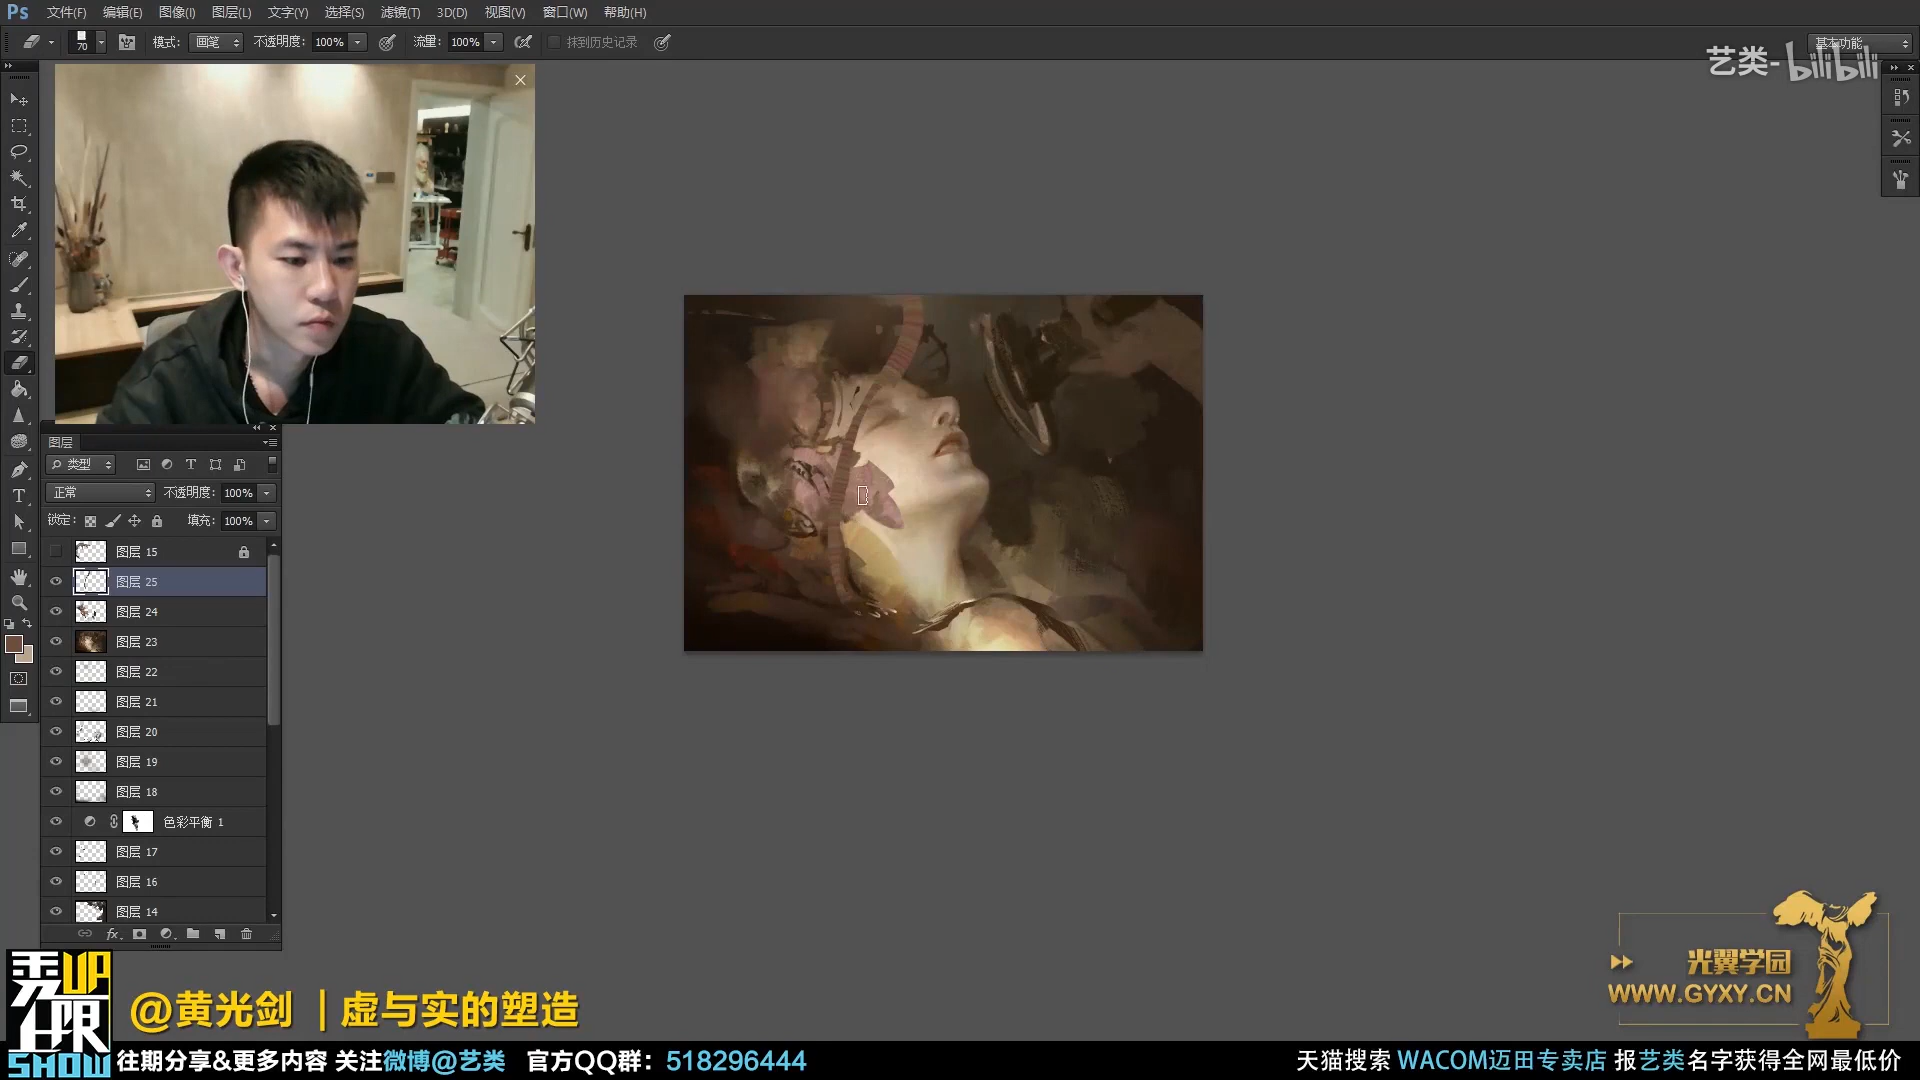 Ps 文件(F) 编辑(E) 图像(I) 图层(L) 文字(Y) 选择(S) 滤镜(T) 3D(D) 视图(V) 窗口(W) 帮助(H)
70 模式: 画笔 不透明度: 100% 流量: 100% 抹到历史记录 基本功能
艺类-bilibili
图层
类型
正常 不透明度: 100%
锁定: 填充: 100%
图层 15
图层 25
图层 24
图层 23
图层 22
图层 21
图层 20
图层 19
图层 18
色彩平衡 1
图层 17
图层 16
图层 14
光翼学园
WWW.GYXY.CN
UP
SHOW
@黄光剑 | 虚与实的塑造
往期分享&更多内容 关注微博@艺类 官方QQ群: 518296444
天猫搜索 WACOM迈田专卖店 报艺类名字获得全网最低价